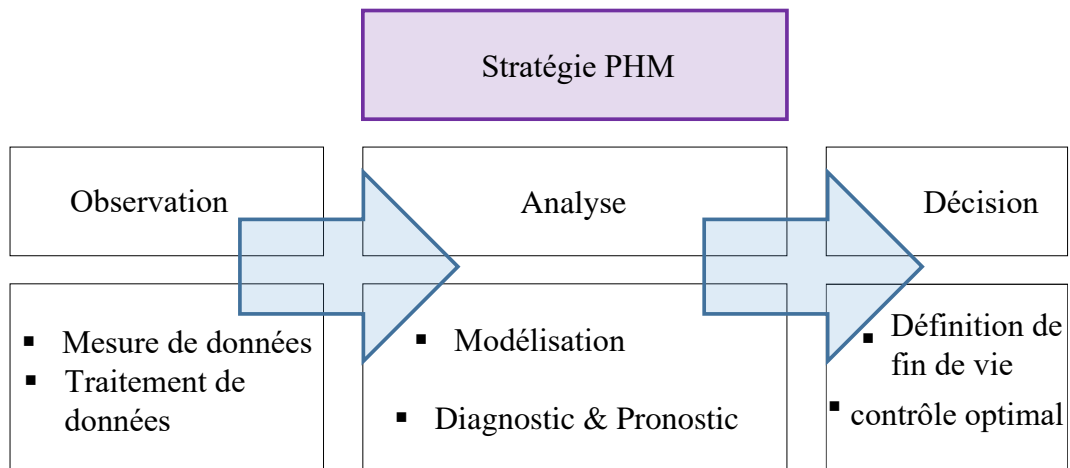 Stratégie PHM
Observation
Analyse
Décision
▪ Mesure de données
▪ Traitement de
données
▪ Modélisation
▪ Diagnostic & Pronostic
▪ Définition de
fin de vie
▪ contrôle optimal